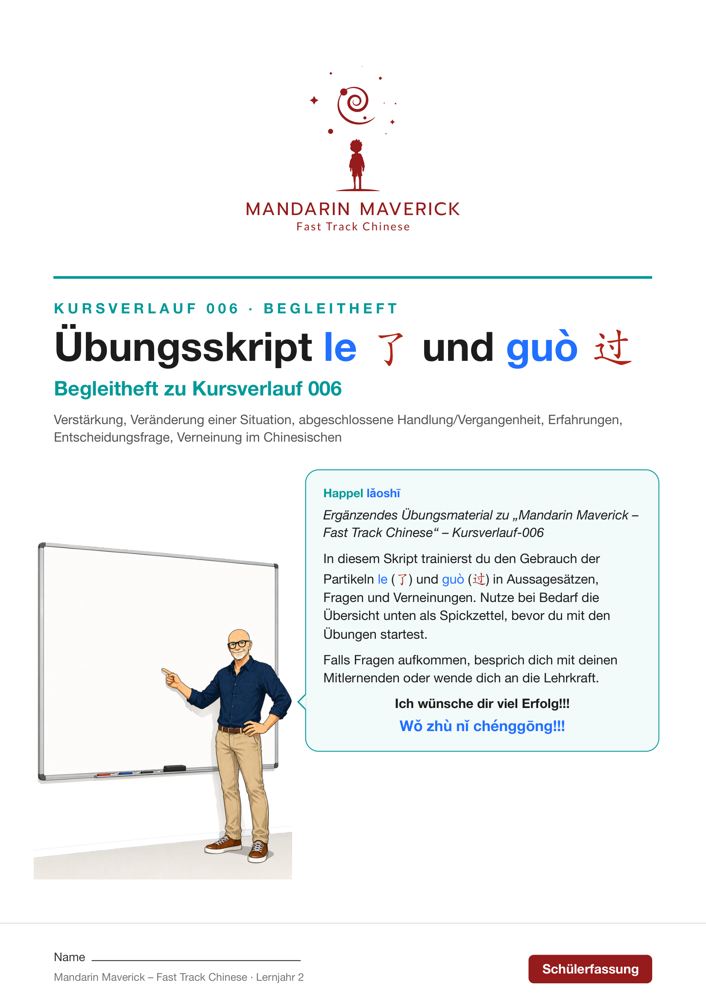 MANDARIN MAVERICK
Fast Track Chinese
KURSVERLAUF 006 · BEGLEITHEFT
Übungsskript le 了 und guò 过
Begleitheft zu Kursverlauf 006
Verstärkung, Veränderung einer Situation, abgeschlossene Handlung/Vergangenheit, Erfahrungen,
Entscheidungsfrage, Verneinung im Chinesischen
Happel lǎoshī
Ergänzendes Übungsmaterial zu „Mandarin Maverick –
Fast Track Chinese“ – Kursverlauf-006
In diesem Skript trainierst du den Gebrauch der
Partikeln le (了) und guò (过) in Aussagesätzen,
Fragen und Verneinungen. Nutze bei Bedarf die
Übersicht unten als Spickzettel, bevor du mit den
Übungen startest.
Falls Fragen aufkommen, besprich dich mit deinen
Mitlernenden oder wende dich an die Lehrkraft.
Ich wünsche dir viel Erfolg!!!
Wǒ zhù nǐ chénggōng!!!
Name
Mandarin Maverick – Fast Track Chinese · Lernjahr 2
Schülerfassung